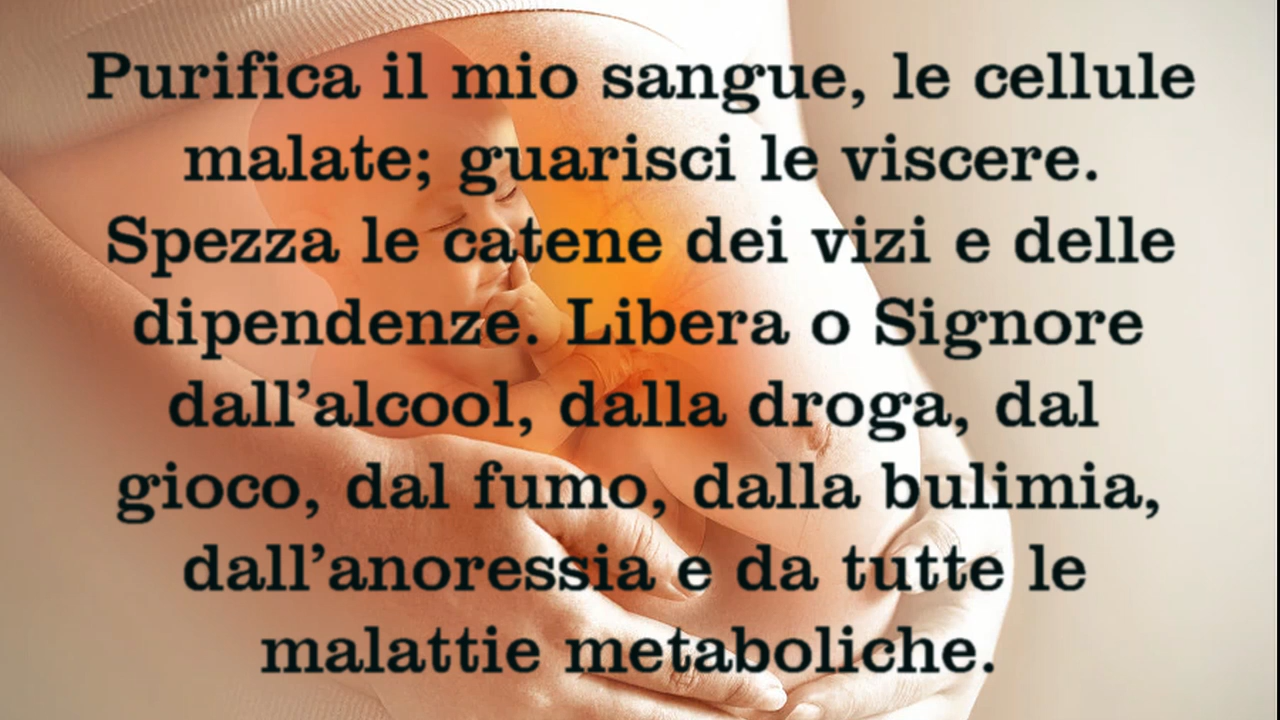 Purifica il mio sangue, le cellule
malate; guarisci le viscere.
Spezza le catene dei vizi e delle
dipendenze. Libera o Signore
dall’alcool, dalla droga, dal
gioco, dal fumo, dalla bulimia,
dall’anoressia e da tutte le
malattie metaboliche.